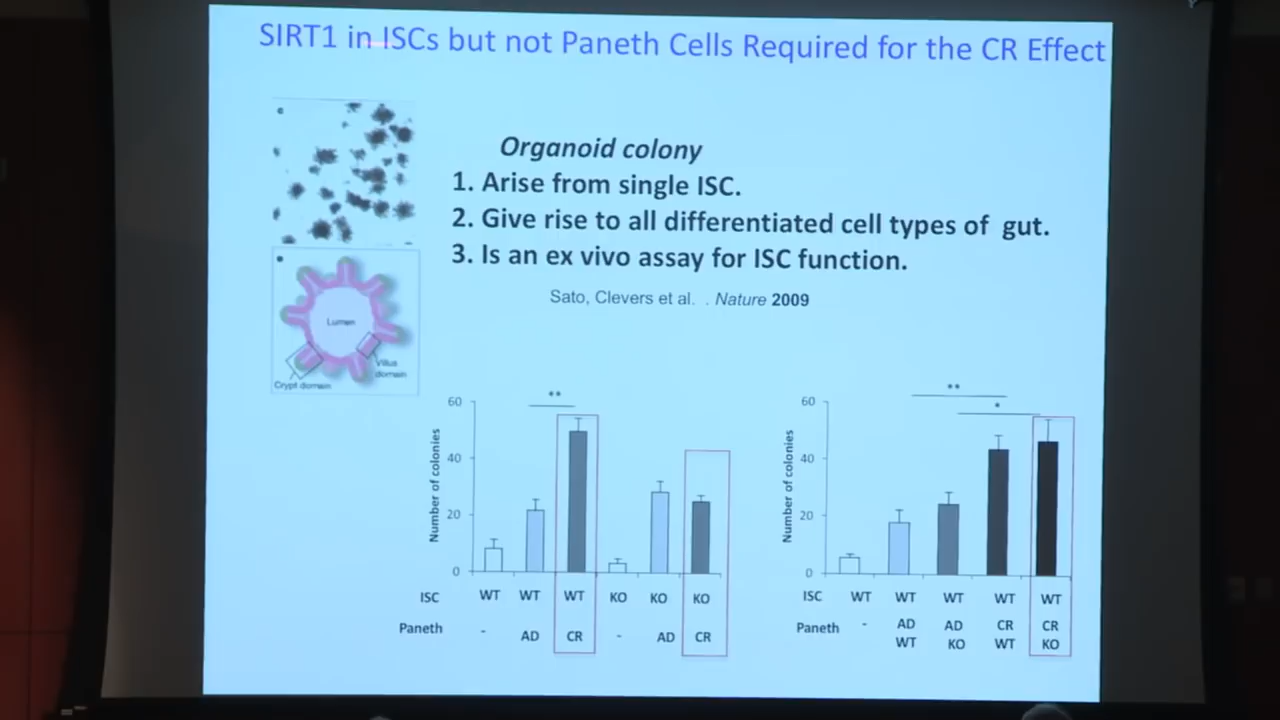 SIRT1 in ISCs but not Paneth Cells Required for the CR Effect
Organoid colony
1. Arise from single ISC.
2. Give rise to all differentiated cell types of gut.
3. Is an ex vivo assay for ISC function.
Sato, Clevers et al. . Nature 2009
Lumen
Villus
domain
Crypt domain
**
60
40
20
0
Number of colonies
ISC WT WT WT KO KO KO
Paneth - AD CR - AD CR
**
*
60
40
20
0
Number of colonies
ISC WT WT WT WT WT
Paneth - AD AD CR CR
WT KO WT KO